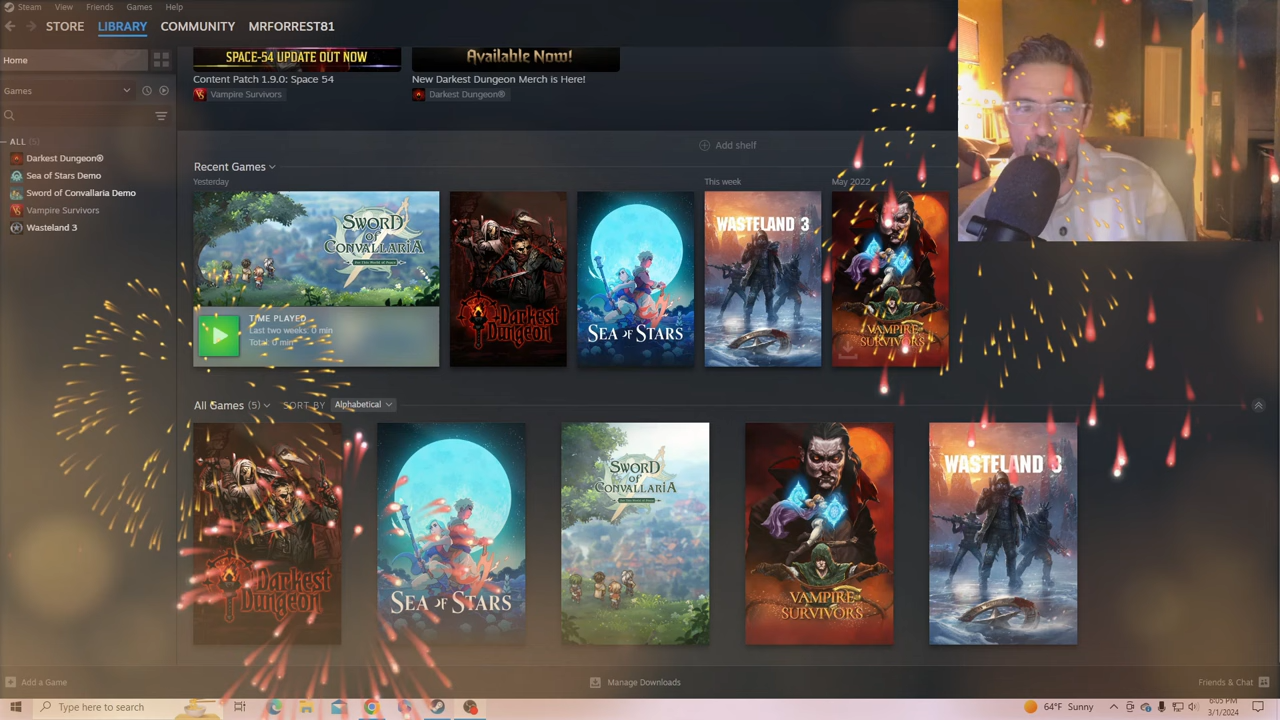 Steam View Friends Games Help
STORE LIBRARY COMMUNITY MRFORREST81
Home
SPACE-54 UPDATE OUT NOW
Available Now!
Content Patch 1.9.0: Space 54
New Darkest Dungeon Merch is Here!
Vampire Survivors
Darkest Dungeon®
Games
ALL (5)
Darkest Dungeon®
Sea of Stars Demo
Sword of Convallaria Demo
Vampire Survivors
Wasteland 3
Add shelf
Recent Games
Yesterday
This week
May 2022
SWORD
OF
CONVALLARIA
TIME PLAYED
Last two weeks: 0 min
Total: 0 min
DARKEST
DUNGEON
SEA OF STARS
WASTELAND 3
VAMPIRE
SURVIVORS
All Games (5) SORT BY Alphabetical
DARKEST
DUNGEON
SEA OF STARS
SWORD
OF
CONVALLARIA
VAMPIRE
SURVIVORS
WASTELAND 3
Add a Game
Manage Downloads
Friends & Chat
Type here to search
64°F Sunny
6:05 PM
3/1/2024